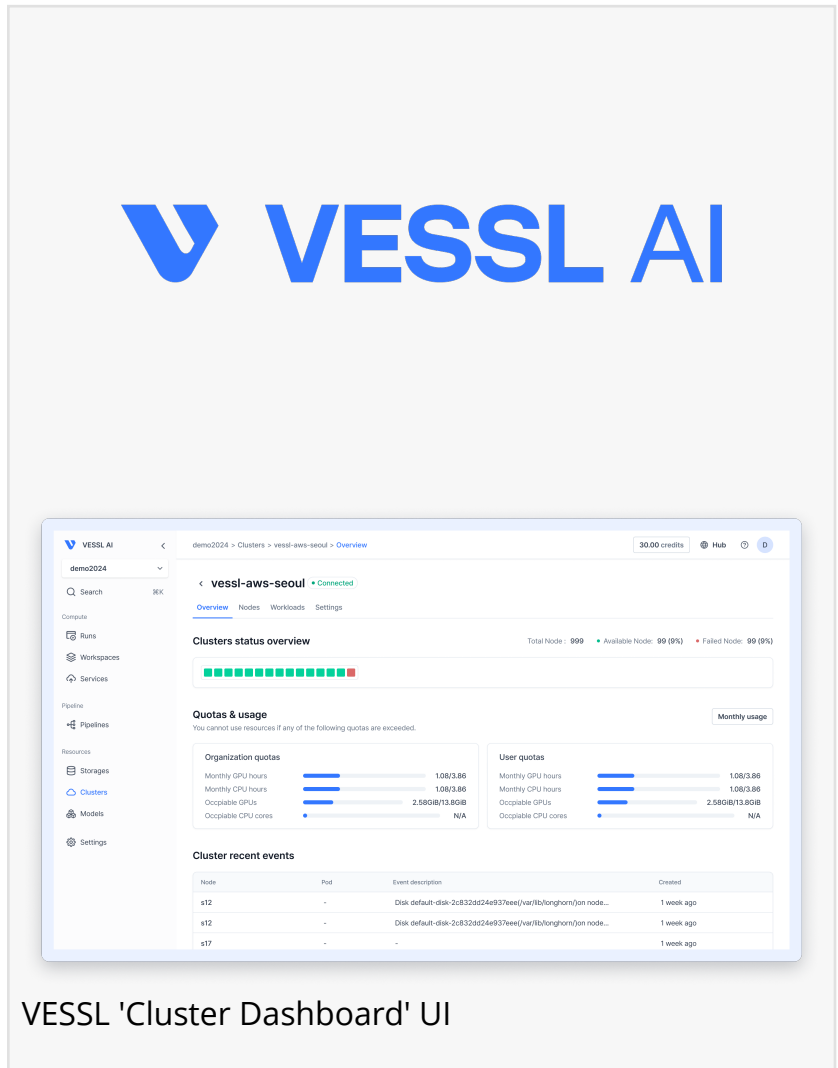 VESSL AI
VESSL AI
demo2024 > Clusters > vessl-aws-seoul > Overview
30.00 credits
Hub
D
demo2024
Search ⌘K
Compute
Runs
Workspaces
Services
Pipeline
Pipelines
Resources
Storages
Clusters
Models
Settings
vessl-aws-seoul
Connected
Overview Nodes Workloads Settings
Clusters status overview
Total Node : 999 Available Node: 99 (9%) Failed Node: 99 (9%)
Quotas & usage
You cannot use resources if any of the following quotas are exceeded.
Monthly usage
Organization quotas
Monthly GPU hours 1.08/3.86
Monthly CPU hours 1.08/3.86
Occpiable GPUs 2.58GiB/13.8GiB
Occpiable CPU cores N/A
User quotas
Monthly GPU hours 1.08/3.86
Monthly CPU hours 1.08/3.86
Occpiable GPUs 2.58GiB/13.8GiB
Occpiable CPU cores N/A
Cluster recent events
Node Pod Event description Created
s12 - Disk default-disk-2c832dd24e937eee(/var/lib/longhorn/)on node... 1 week ago
s12 - Disk default-disk-2c832dd24e937eee(/var/lib/longhorn/)on node... 1 week ago
s17 - - 1 week ago
VESSL 'Cluster Dashboard' UI